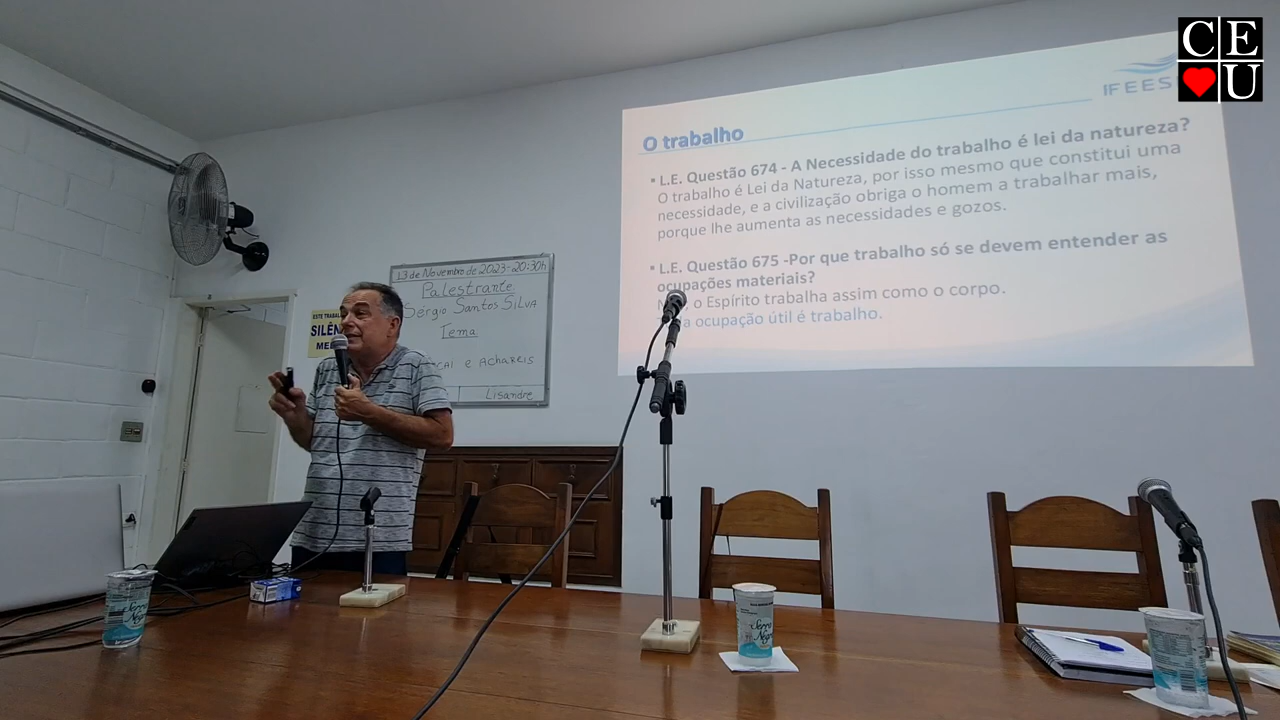 C E
U
IFEES
O trabalho
▪ L.E. Questão 674 - A Necessidade do trabalho é lei da natureza?
O trabalho é Lei da Natureza, por isso mesmo que constitui uma
necessidade, e a civilização obriga o homem a trabalhar mais,
porque lhe aumenta as necessidades e gozos.
▪ L.E. Questão 675 -Por que trabalho só se devem entender as
ocupações materiais?
o Espírito trabalha assim como o corpo.
a ocupação útil é trabalho.
13 de Novembro de 2023-20:30h
Palestrante
Sergio Santos Silva
Tema
e Achareis
Lisandre
ESTE
SILÊN